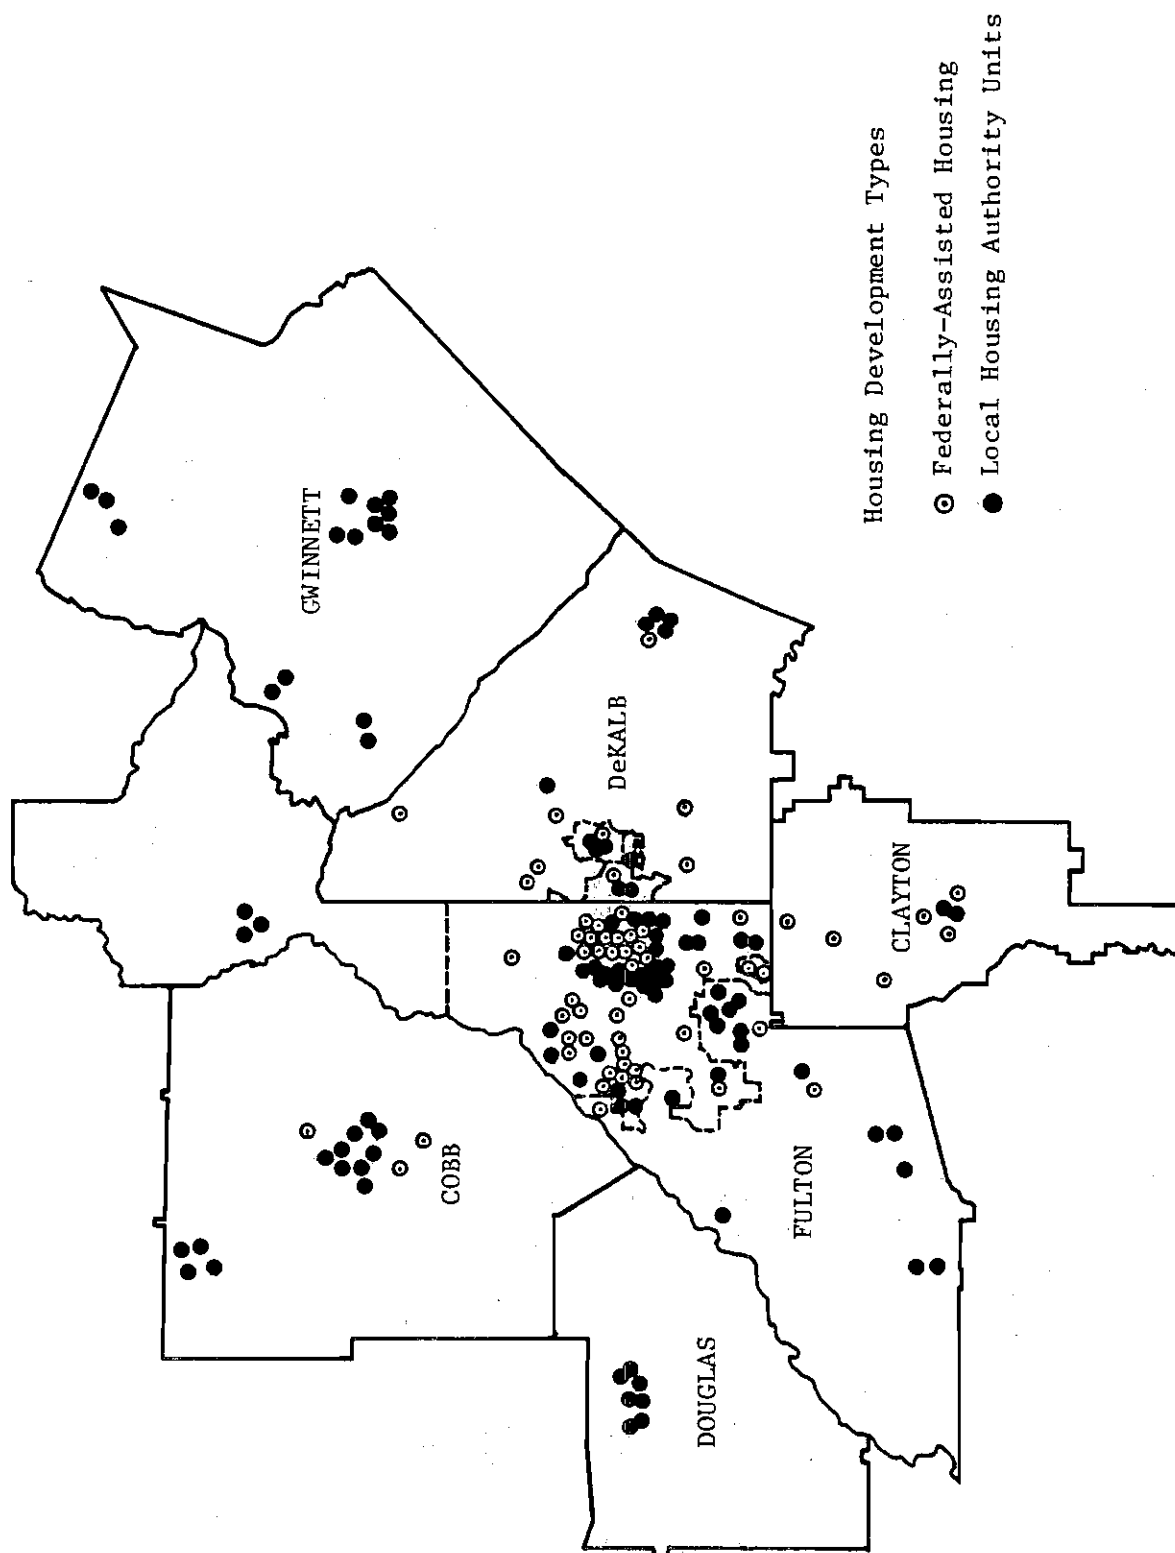 GWINNETT
COBB
DeKALB
DOUGLAS
FULTON
CLAYTON
Housing Development Types
Federally-Assisted Housing
Local Housing Authority Units